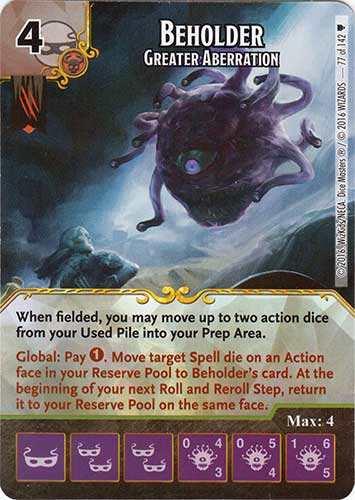 4
BEHOLDER
GREATER ABERRATION
77 of 142
© 2016 WIZARDS
When fielded, you may move up to two action dice
from your Used Pile into your Prep Area.
Global: Pay 1. Move target Spell die on an Action
face in your Reserve Pool to Beholder's card. At the
beginning of your next Roll and Reroll Step, return
it to your Reserve Pool on the same face.
Max: 4
0 4 0 5 1 6
3 4 5